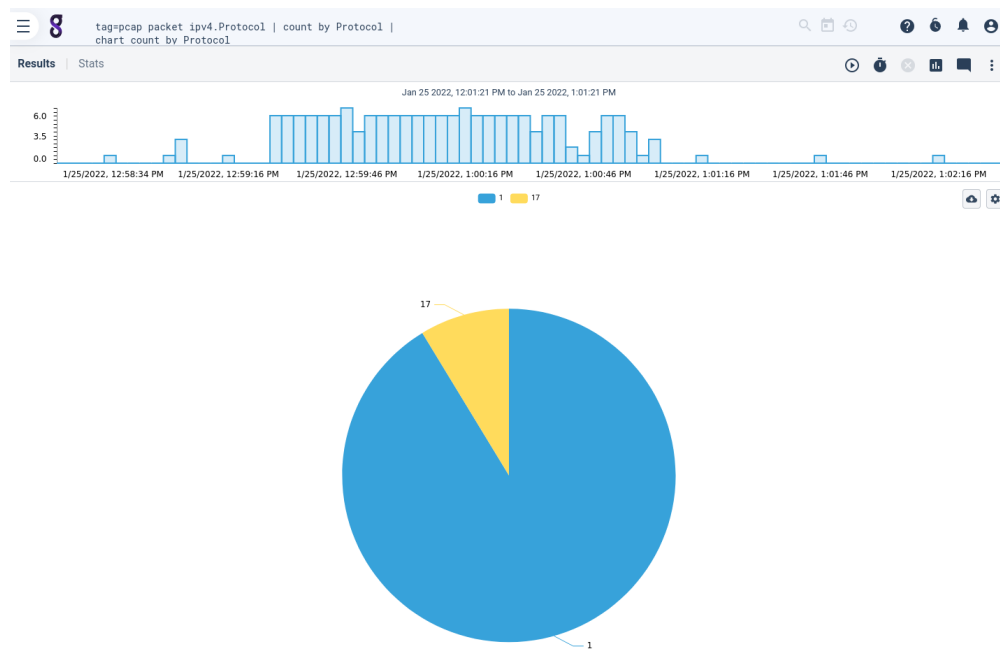 tag=pcap packet ipv4.Protocol | count by Protocol |
chart count by Protocol
Results | Stats
Jan 25 2022, 12:01:21 PM to Jan 25 2022, 1:01:21 PM
6.0
3.5
0.0
1/25/2022, 12:58:34 PM 1/25/2022, 12:59:16 PM 1/25/2022, 12:59:46 PM 1/25/2022, 1:00:16 PM 1/25/2022, 1:00:46 PM 1/25/2022, 1:01:16 PM 1/25/2022, 1:01:46 PM 1/25/2022, 1:02:16 PM
1 17
17
1